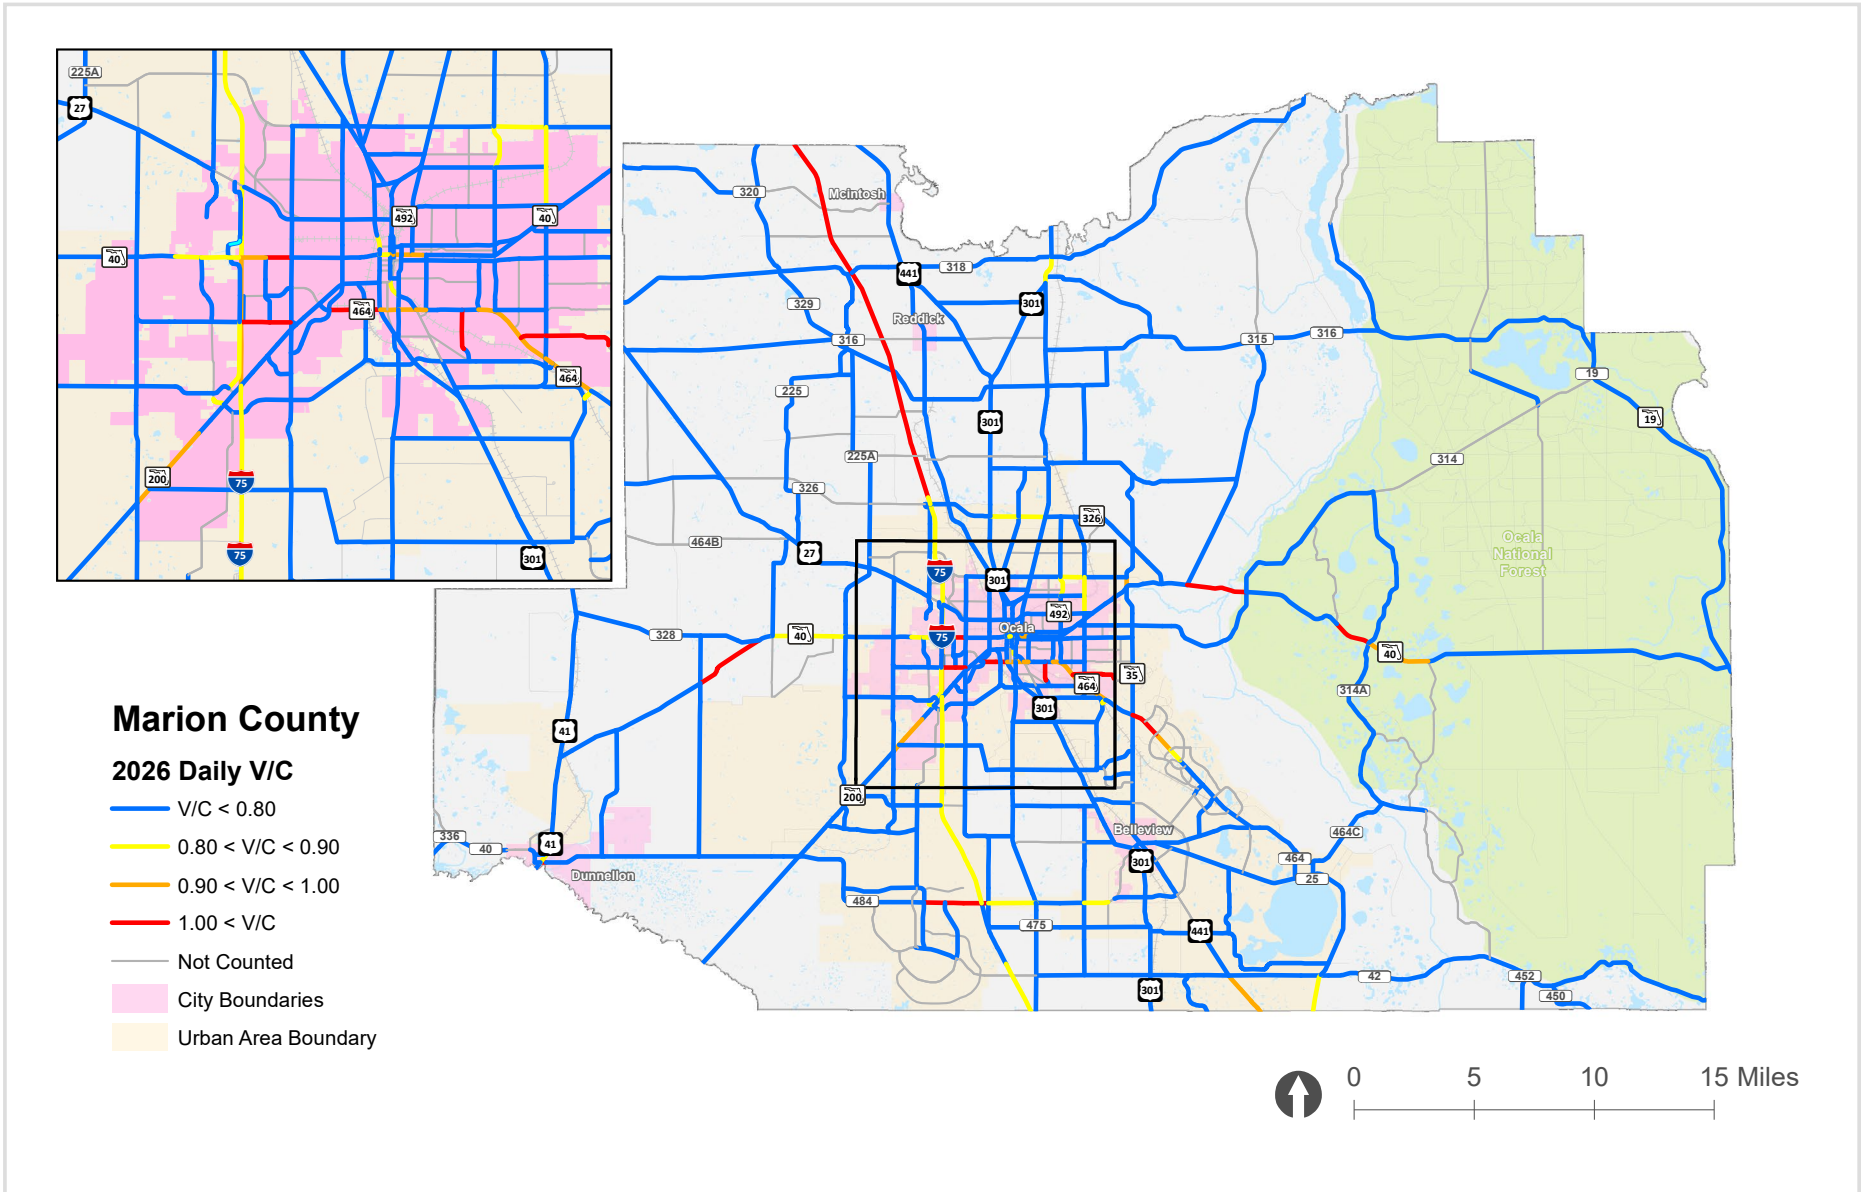 225A
27
492
40
40
464
464
200
75
75
301
320
McIntosh
441
318
329
301
Reddick
316
315
316
225
19
19
301
225A
314
326
326
464B
27
Ocala
National
Forest
75
301
492
328
40
75
Ocala
40
35
464
314A
301
41
200
336
40
41
Belleview
464C
301
464
25
Dunnellon
484
475
441
42
452
301
450
Marion County
2026 Daily V/C
V/C < 0.80
0.80 < V/C < 0.90
0.90 < V/C < 1.00
1.00 < V/C
Not Counted
City Boundaries
Urban Area Boundary
0 5 10 15 Miles